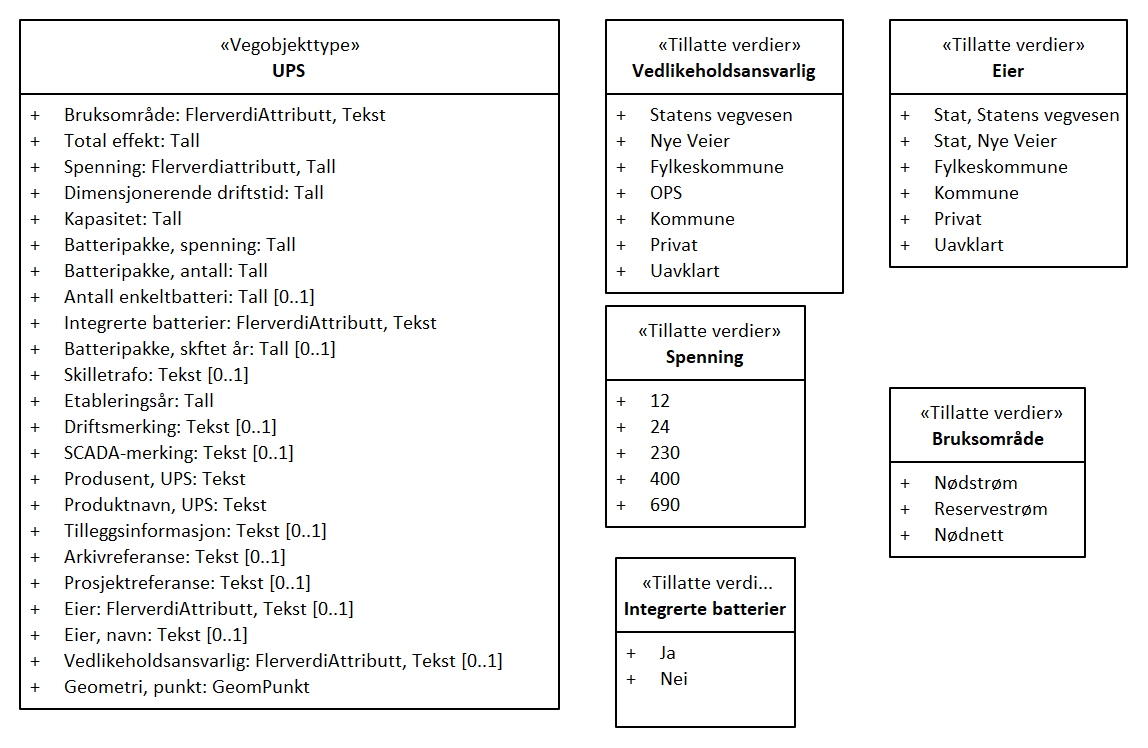 «Vegobjekttype»
UPS
+ Bruksområde: FlerverdiAttributt, Tekst
+ Total effekt: Tall
+ Spenning: Flerverdiattributt, Tall
+ Dimensjonerende driftstid: Tall
+ Kapasitet: Tall
+ Batteripakke, spenning: Tall
+ Batteripakke, antall: Tall
+ Antall enkeltbatteri: Tall [0..1]
+ Integrerte batterier: FlerverdiAttributt, Tekst
+ Batteripakke, skftet år: Tall [0..1]
+ Skilletrafo: Tekst [0..1]
+ Etableringsår: Tall
+ Driftsmerking: Tekst [0..1]
+ SCADA-merking: Tekst [0..1]
+ Produsent, UPS: Tekst
+ Produktnavn, UPS: Tekst
+ Tilleggsinformasjon: Tekst [0..1]
+ Arkivreferanse: Tekst [0..1]
+ Prosjektreferanse: Tekst [0..1]
+ Eier: FlerverdiAttributt, Tekst [0..1]
+ Eier, navn: Tekst [0..1]
+ Vedlikeholdsansvarlig: FlerverdiAttributt, Tekst [0..1]
+ Geometri, punkt: GeomPunkt
«Tillatte verdier»
Vedlikeholdsansvarlig
+ Statens vegvesen
+ Nye Veier
+ Fylkeskommune
+ OPS
+ Kommune
+ Privat
+ Uavklart
«Tillatte verdier»
Eier
+ Stat, Statens vegvesen
+ Stat, Nye Veier
+ Fylkeskommune
+ Kommune
+ Privat
+ Uavklart
«Tillatte verdier»
Spenning
+ 12
+ 24
+ 230
+ 400
+ 690
«Tillatte verdier»
Bruksområde
+ Nødstrøm
+ Reservestrøm
+ Nødnett
«Tillatte verdi...
Integrerte batterier
+ Ja
+ Nei